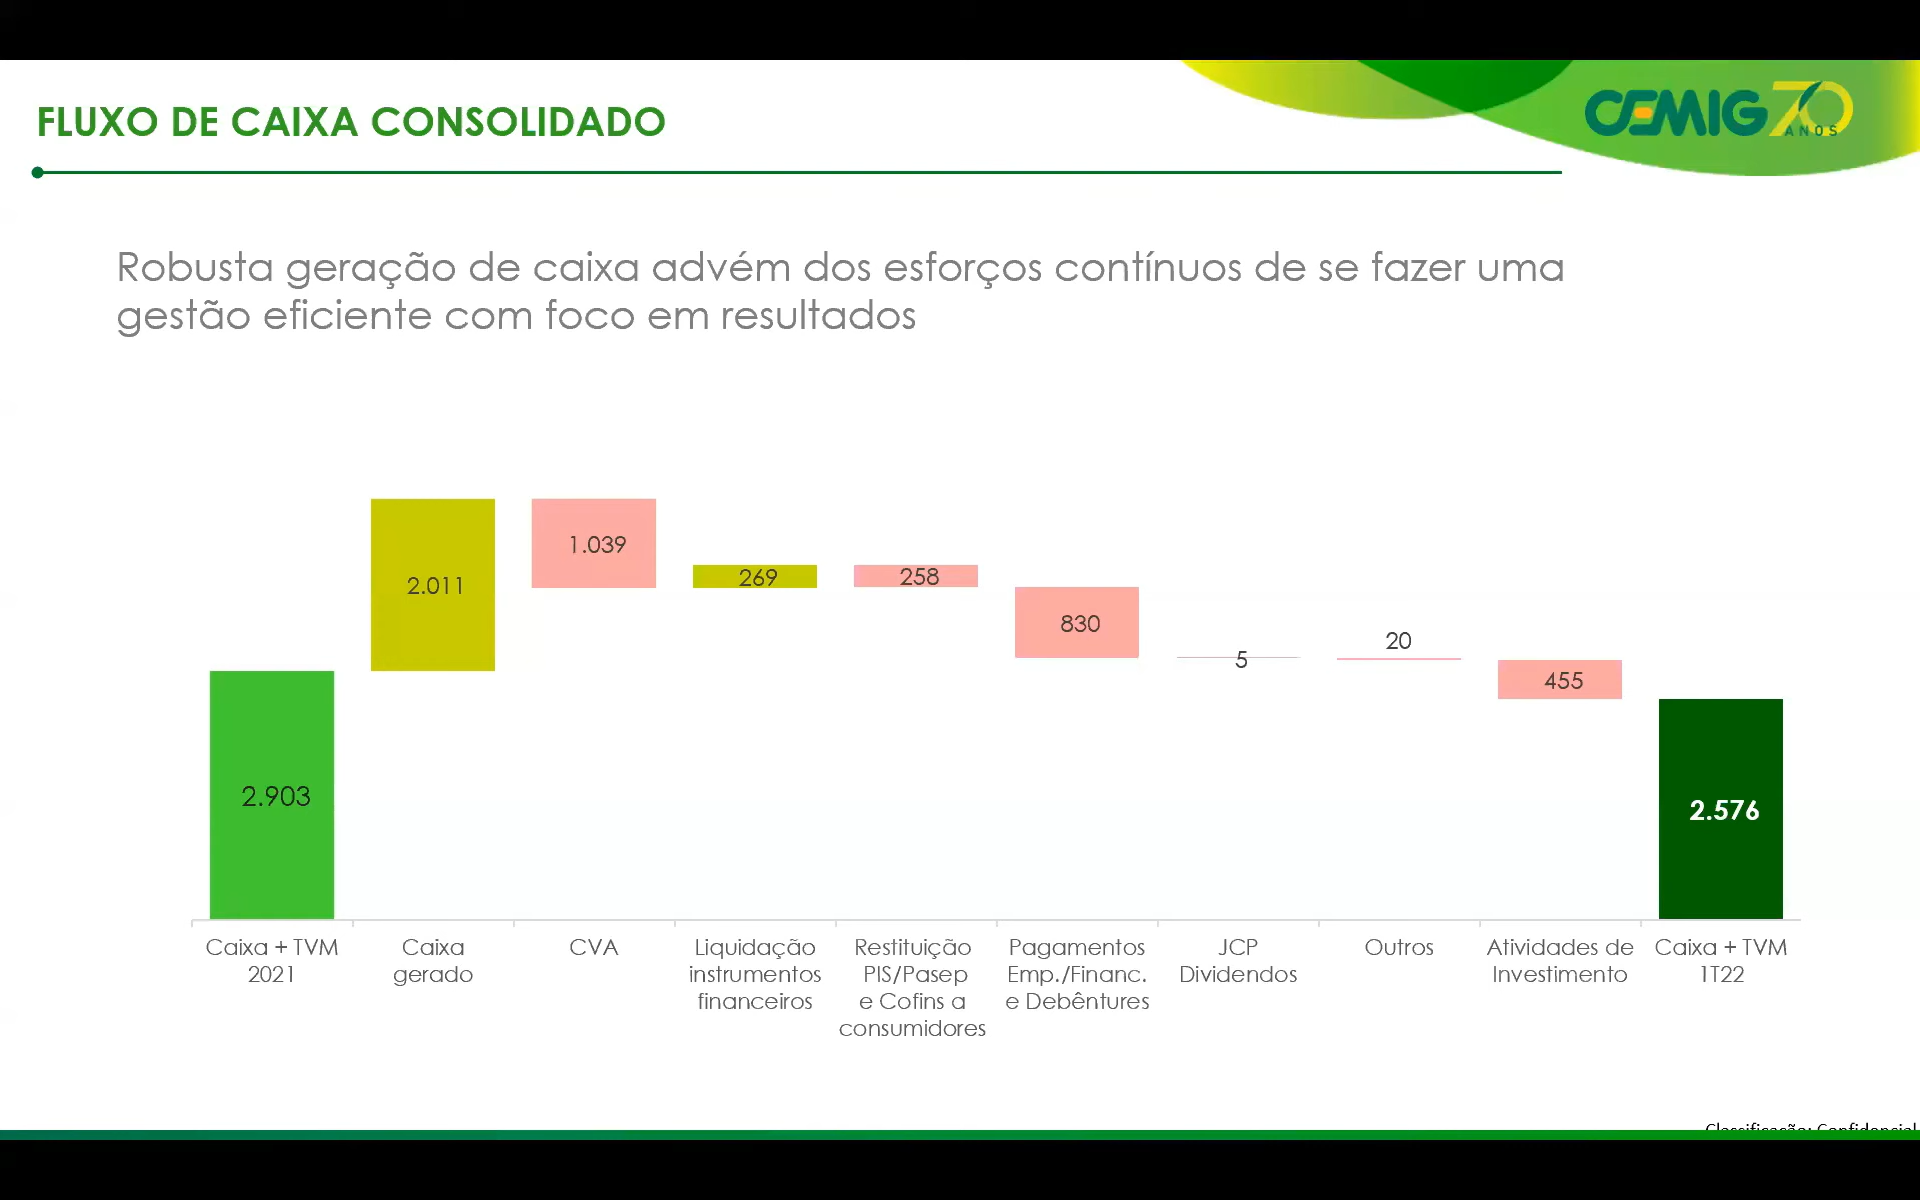 FLUXO DE CAIXA CONSOLIDADO
CEMIG 70
ANOS
Robusta geração de caixa advém dos esforços contínuos de se fazer uma
gestão eficiente com foco em resultados
2.903
2.011
1.039
269
258
830
5
20
455
2.576
Caixa + TVM
2021
Caixa
gerado
CVA
Liquidação
instrumentos
financeiros
Restituição
PIS/Pasep
e Cofins a
consumidores
Pagamentos
Emp./Financ.
e Debêntures
JCP
Dividendos
Outros
Atividades de
Investimento
Caixa + TVM
1T22
Classificação: Confidencial